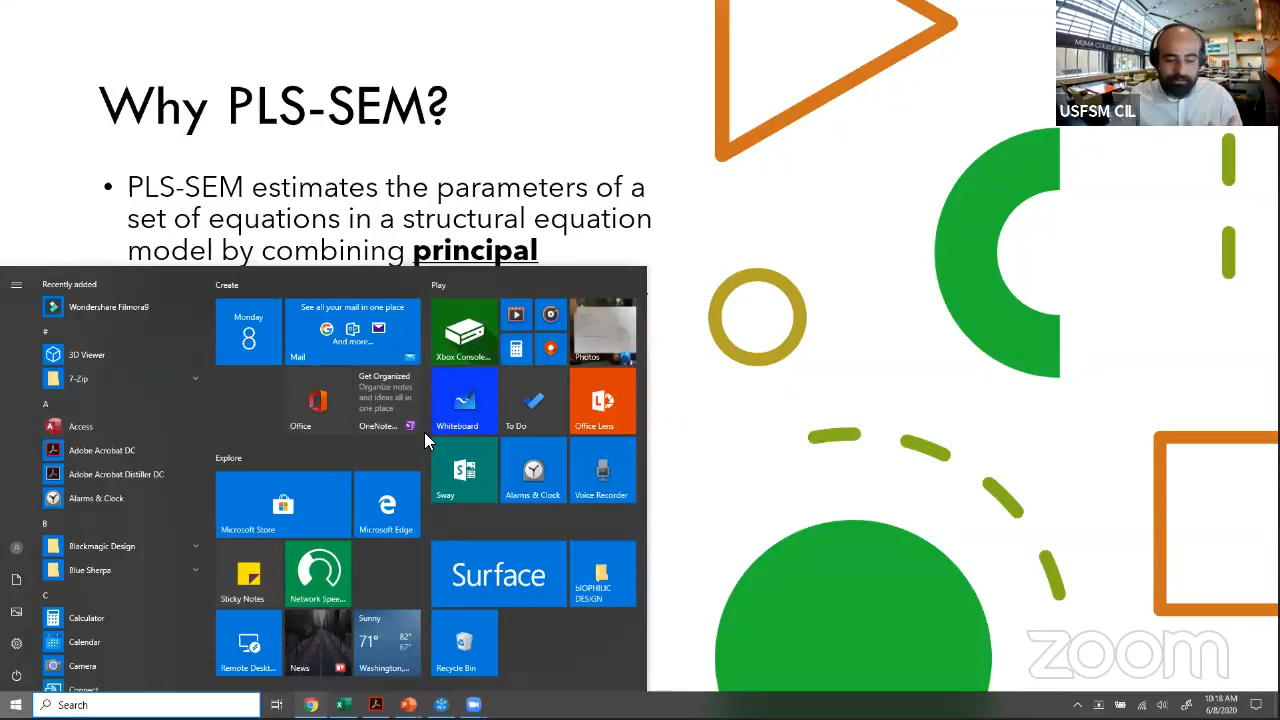 Why PLS-SEM?
• PLS-SEM estimates the parameters of a
set of equations in a structural equation
model by combining principal
MUMA COLLEGE OF
USFSM CIL
Recently added
Wondershare Filmora9
#
3D Viewer
7-Zip
A
Access
Adobe Acrobat DC
Adobe Acrobat Distiller DC
Alarms & Clock
B
Blackmagic Design
Blue Sherpa
C
Calculator
Calendar
Camera
Connect
Create
Monday
8
See all your mail in one place
And more...
Mail
Office
Get Organized
Organize notes
and ideas all in
one place
OneNote...
Explore
Microsoft Store
Microsoft Edge
Sticky Notes
Network Spee...
Remote Deskt...
News
Sunny
71° 82°
67°
Washington,...
Play
Xbox Console...
Photos
Whiteboard
To Do
Office Lens
Sway
Alarms & Clock
Voice Recorder
Surface
bIOPHILIC
DESIGN
Recycle Bin
zoom
Search
10:18 AM
6/8/2020